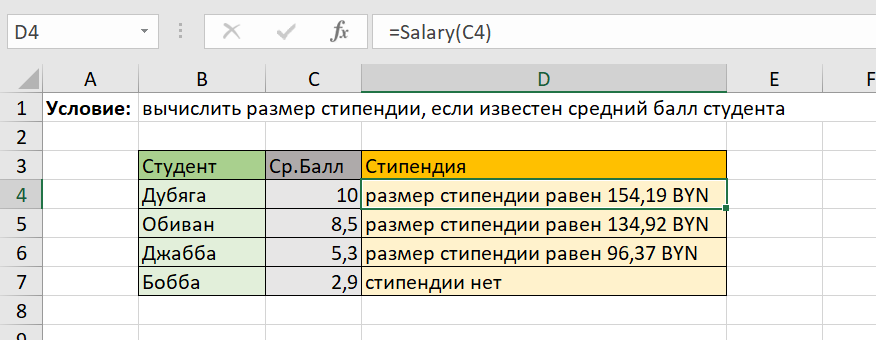 D4 fx =Salary(C4)
A B C D E F
1 Условие: вычислить размер стипендии, если известен средний балл студента
2
3 Студент Ср.Балл Стипендия
4 Дубяга 10 размер стипендии равен 154,19 BYN
5 Обиван 8,5 размер стипендии равен 134,92 BYN
6 Джабба 5,3 размер стипендии равен 96,37 BYN
7 Бобба 2,9 стипендии нет
8
9